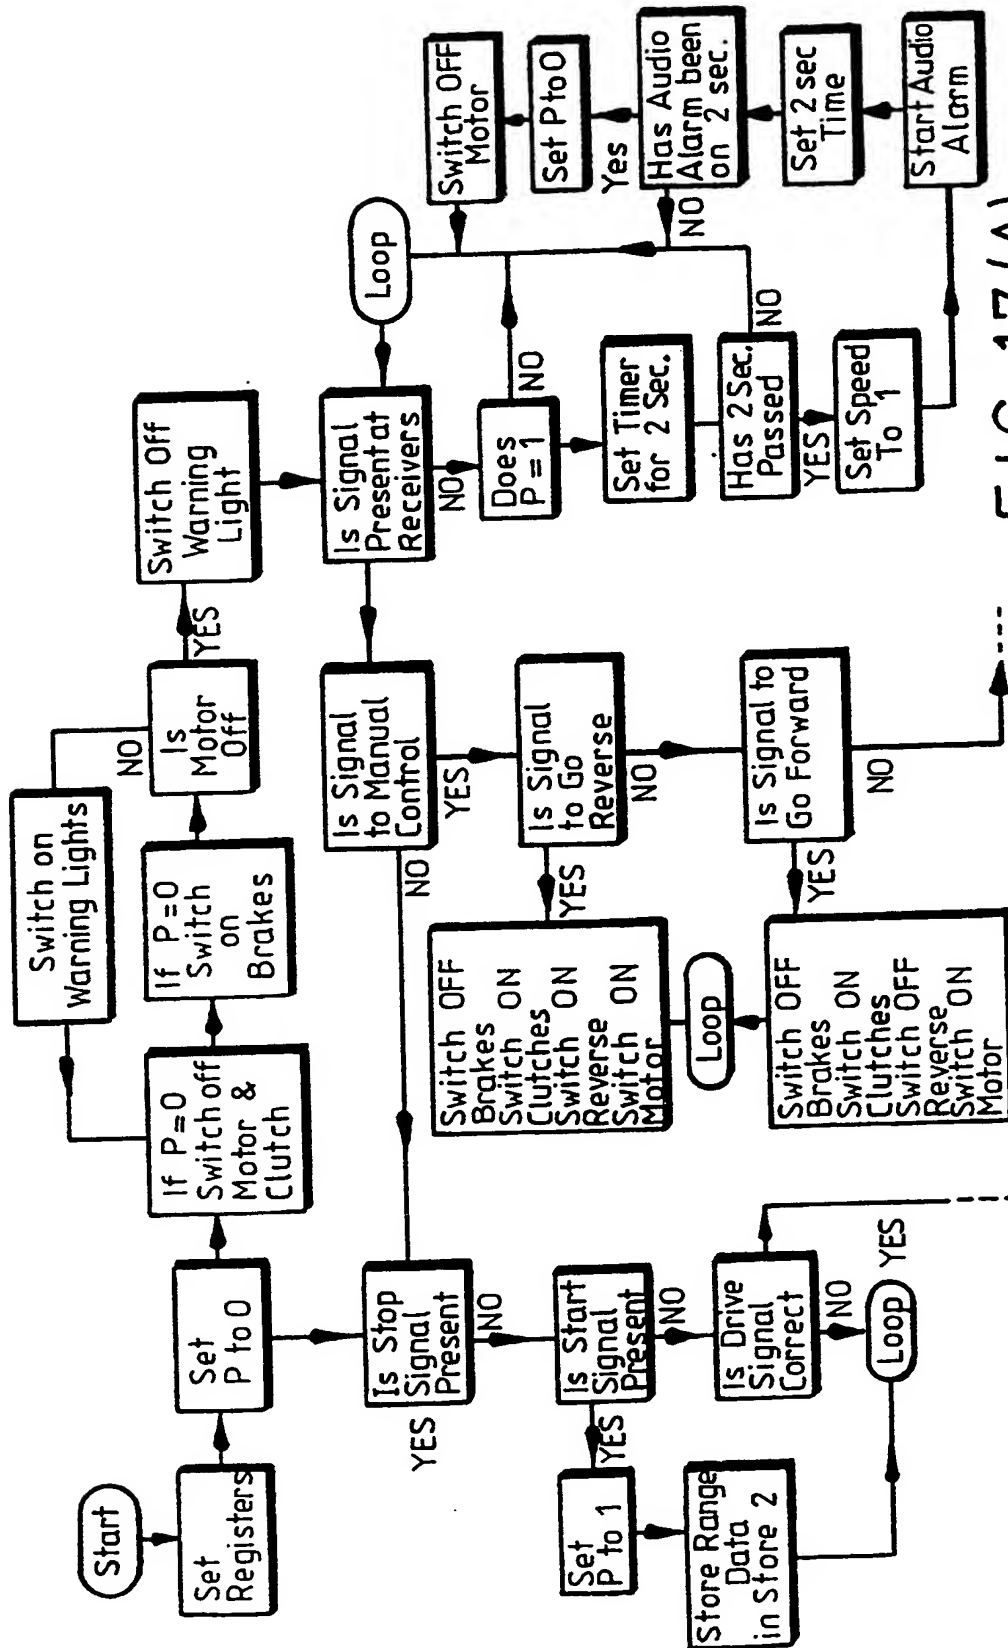 Start
Set
Registers
Set
P to 0
If P=0
Switch off
Motor &
Clutch
If P=0
Switch
on
Brakes
Switch on
Warning Lights
NO
Is
Motor
Off
YES
Switch Off
Warning
Light
Loop
Is Signal
Present at
Receivers
NO
Does
P = 1
NO
Set Timer
for 2 Sec.
Has 2 Sec.
Passed
NO
YES
Set Speed
To 1
Start Audio
Alarm
Set 2 sec
Time
Has Audio
Alarm been
on 2 sec.
NO
Yes
Set P to 0
Switch OFF
Motor
Is Signal
to Manual
Control
NO
YES
Is Signal
to Go
Reverse
YES
NO
Is Signal to
Go Forward
YES
NO
Switch OFF
Brakes
Switch ON
Clutches
Switch ON
Reverse
Switch ON
Motor
Loop
Switch OFF
Brakes
Switch ON
Clutches
Switch OFF
Reverse
Switch ON
Motor
Is Stop
Signal
Present
YES
NO
Is Start
Signal
Present
YES
NO
Is Drive
Signal
Correct
NO
YES
Loop
Set
P to 1
Store Range
Data
in Store 2
FIG. 17(A)